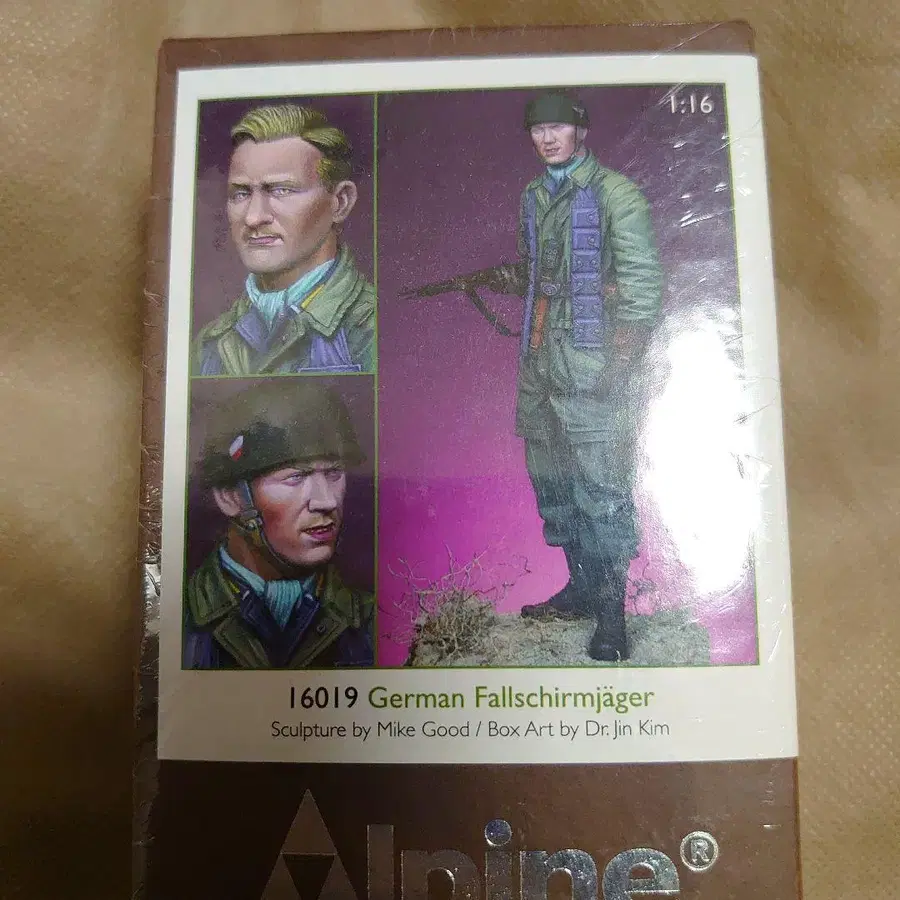 1:16
16019 German Fallschirmjäger
Sculpture by Mike Good / Box Art by Dr. Jin Kim
Alpine®